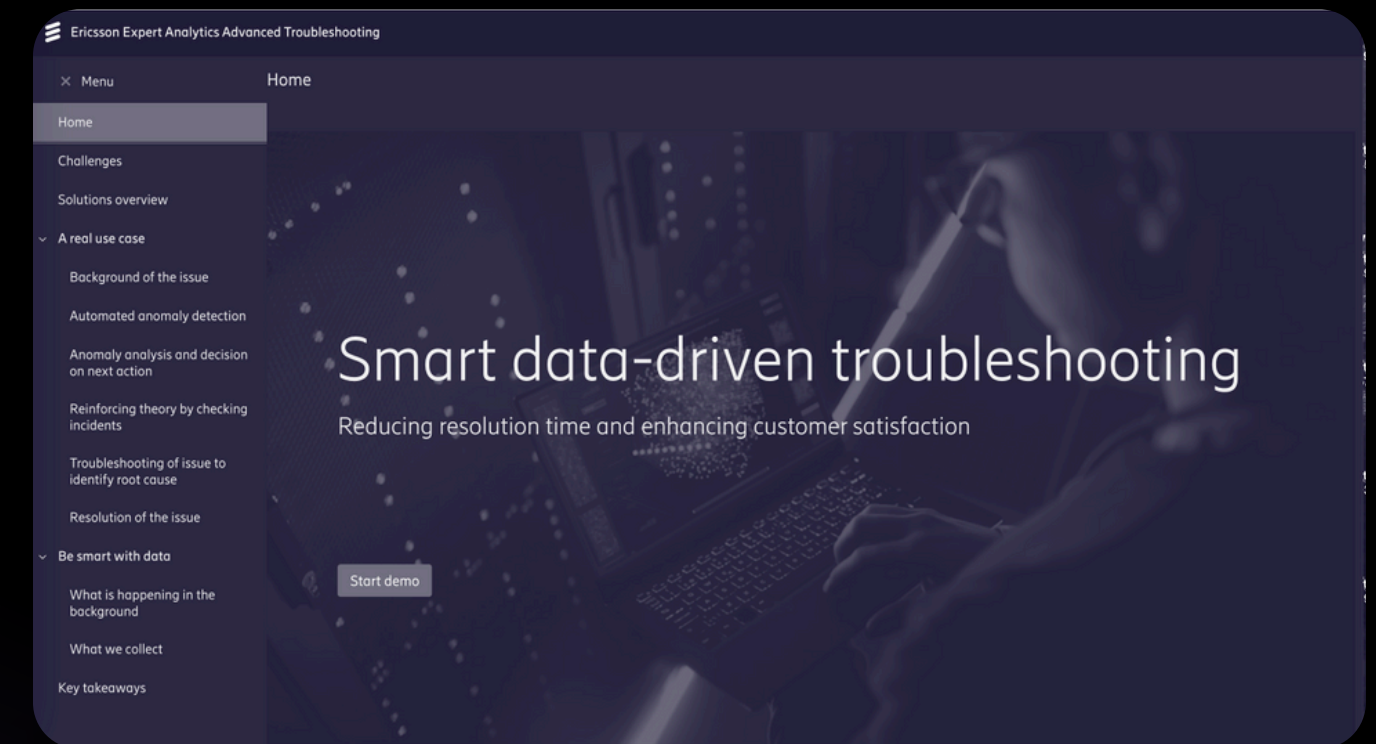 Ericsson Expert Analytics Advanced Troubleshooting
Menu
Home
Home
Challenges
Solutions overview
A real use case
Background of the issue
Automated anomaly detection
Anomaly analysis and decision
on next action
Reinforcing theory by checking
incidents
Troubleshooting of issue to
identify root cause
Resolution of the issue
Be smart with data
What is happening in the
background
What we collect
Key takeaways
Smart data-driven troubleshooting
Reducing resolution time and enhancing customer satisfaction
Start demo